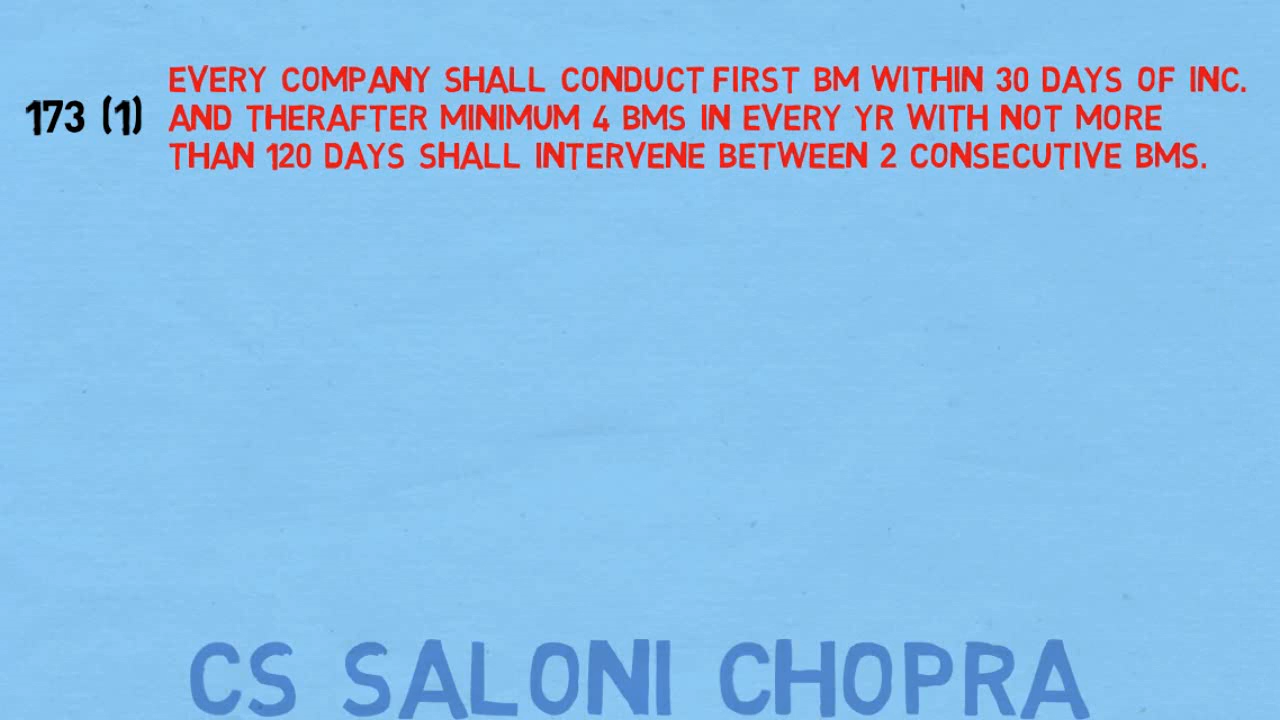 173 (1)
EVERY COMPANY SHALL CONDUCT FIRST BM WITHIN 30 DAYS OF INC.
AND THERAFTER MINIMUM 4 BMS IN EVERY YR WITH NOT MORE
THAN 120 DAYS SHALL INTERVENE BETWEEN 2 CONSECUTIVE BMS.
CS SALONI CHOPRA